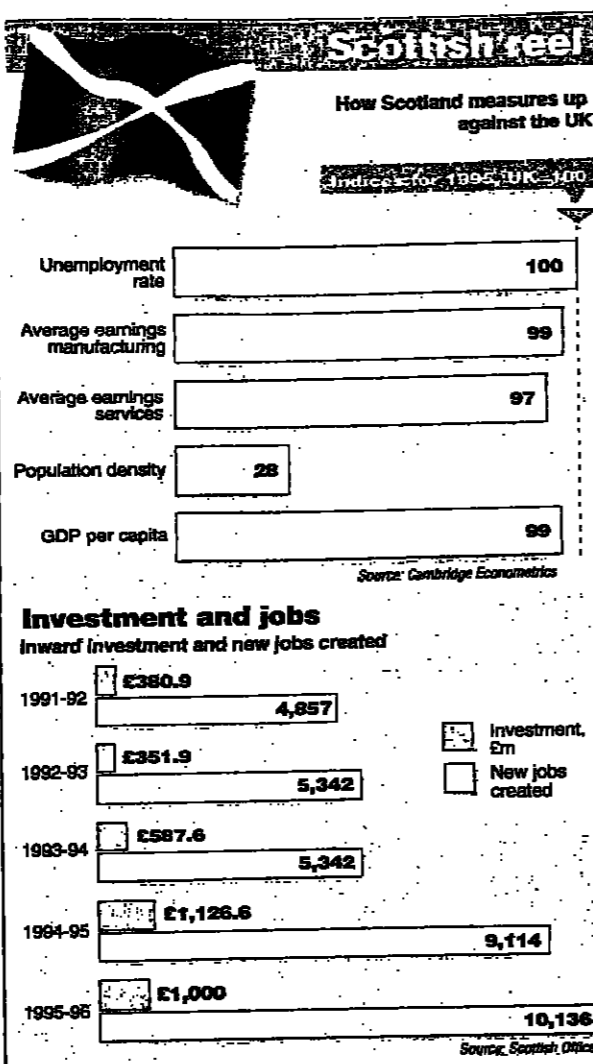 Scottish reel
How Scotland measures up
against the UK
Indices for 1995, UK=100
Unemployment
rate
100
Average earnings
manufacturing
99
Average earnings
services
97
Population density
28
GDP per capita
99
Source: Cambridge Econometrics
Investment and jobs
Inward investment and new jobs created
1991-92
£380.9
4,857
1992-93
£351.9
5,342
1993-94
£587.6
5,342
1994-95
£1,126.6
9,114
1995-96
£1,000
10,136
Investment,
£m
New jobs
created
Source: Scottish Office